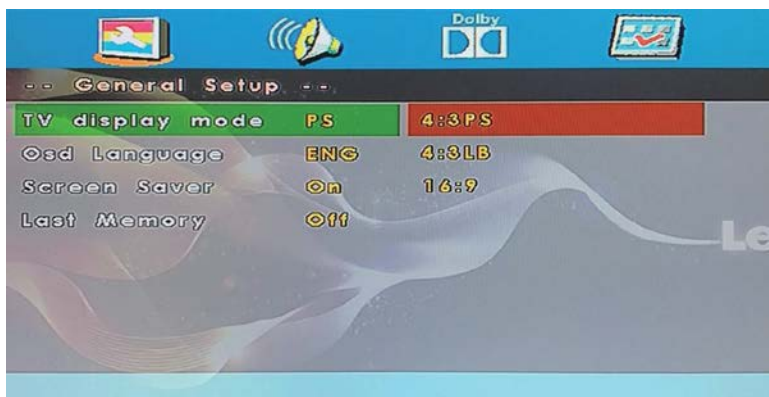 Dolby
-- General Setup --
TV display mode PS 4:3PS
Osd Language ENG 4:3LB
Screen Saver On 16:9
Last Memory Off
Le